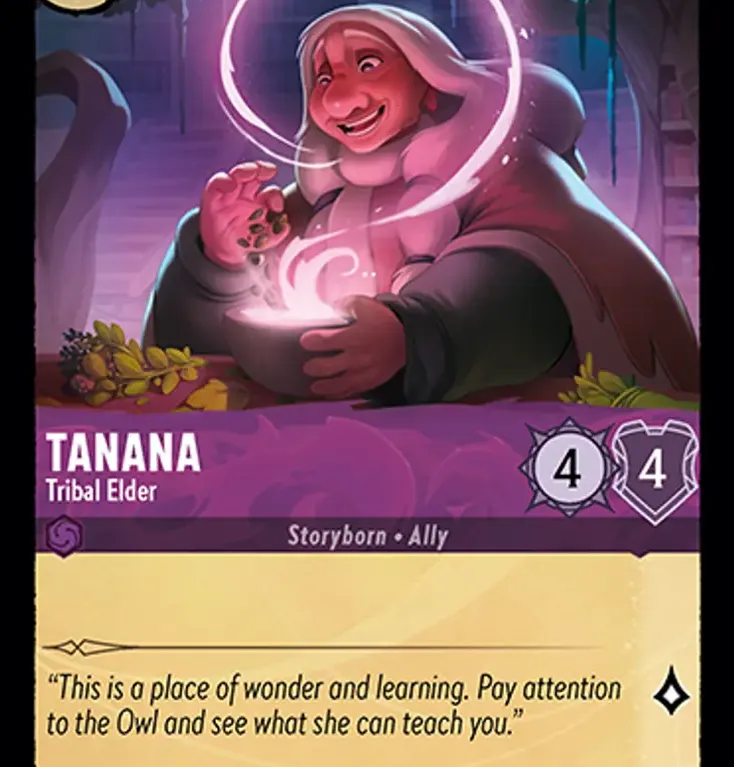 TANANA
Tribal Elder
4
4
Storyborn • Ally
“This is a place of wonder and learning. Pay attention
to the Owl and see what she can teach you.”